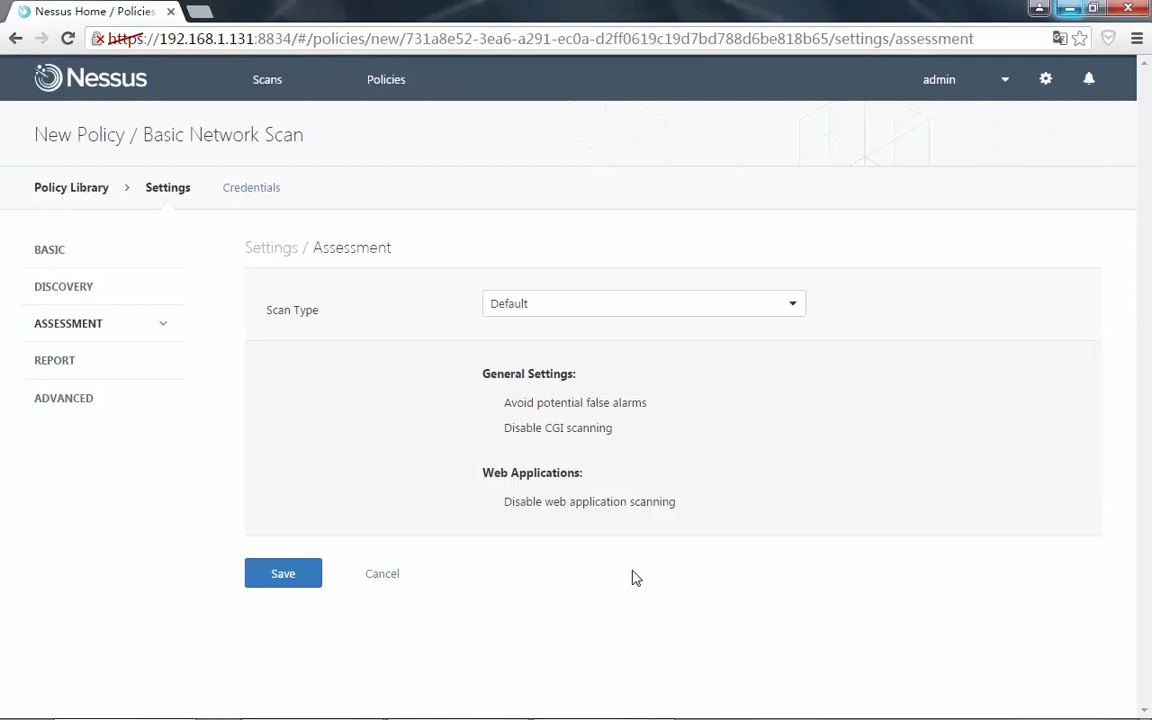 Nessus Home / Policies
https://192.168.1.131:8834/#/policies/new/731a8e52-3ea6-a291-ec0a-d2ff0619c19d7bd788d6be818b65/settings/assessment
Nessus Scans Policies admin
New Policy / Basic Network Scan
Policy Library > Settings Credentials
BASIC
DISCOVERY
ASSESSMENT
REPORT
ADVANCED
Settings / Assessment
Scan Type Default
General Settings:
Avoid potential false alarms
Disable CGI scanning
Web Applications:
Disable web application scanning
Save Cancel